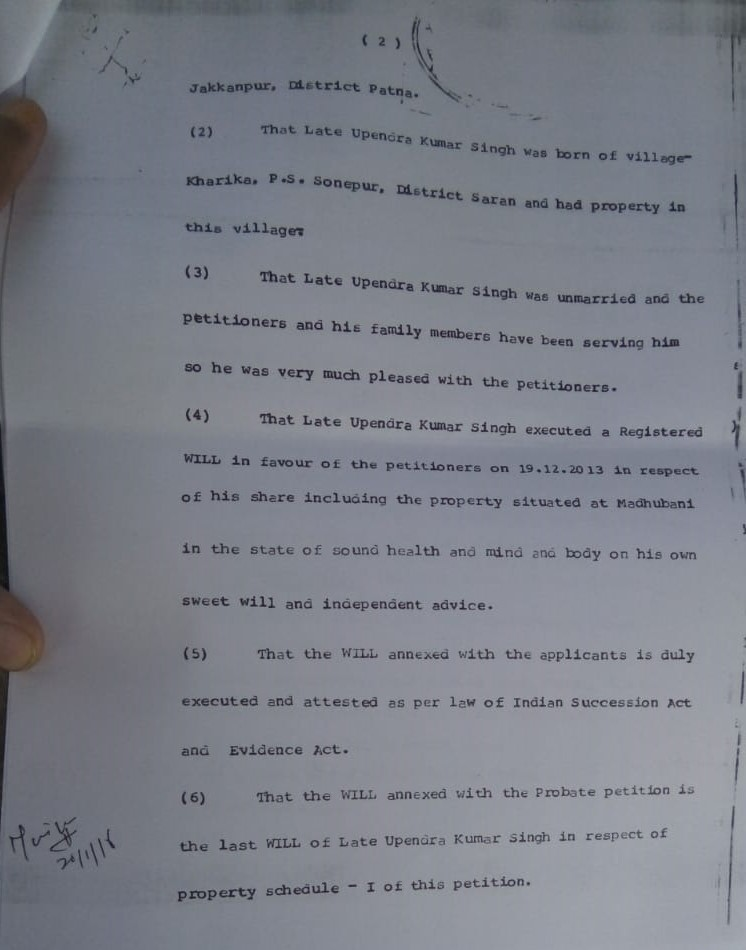 ( 2 )
Jakkanpur, District Patna.
(2) That Late Upendra Kumar Singh was born of village-
Kharika, P.S. Sonepur, District Saran and had property in
this village.
(3) That Late Upendra Kumar Singh was unmarried and the
petitioners and his family members have been serving him
so he was very much pleased with the petitioners.
(4) That Late Upendra Kumar Singh executed a Registered
WILL in favour of the petitioners on 19.12.2013 in respect
of his share including the property situated at Madhubani
in the state of sound health and mind and body on his own
sweet will and independent advice.
(5) That the WILL annexed with the applicants is duly
executed and attested as per law of Indian Succession Act
and Evidence Act.
(6) That the WILL annexed with the Probate petition is
the last WILL of Late Upendra Kumar Singh in respect of
property schedule - I of this petition.